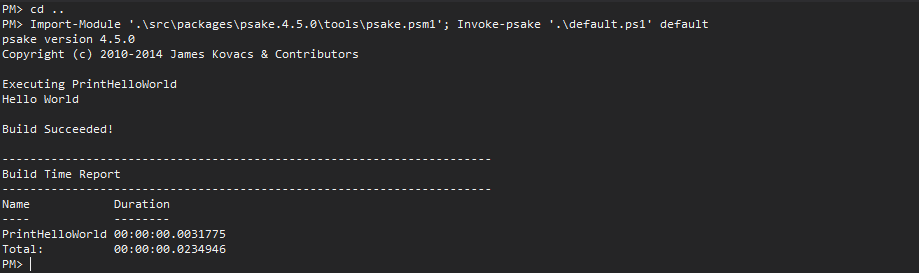 PM> cd ..
PM> Import-Module '.\src\packages\psake.4.5.0\tools\psake.psm1'; Invoke-psake '.\default.ps1' default
psake version 4.5.0
Copyright (c) 2010-2014 James Kovacs & Contributors

Executing PrintHelloWorld
Hello World

Build Succeeded!

----------------------------------------------------------------------
Build Time Report
----------------------------------------------------------------------
Name            Duration
----            --------
PrintHelloWorld 00:00:00.0031775
Total:          00:00:00.0234946
PM>